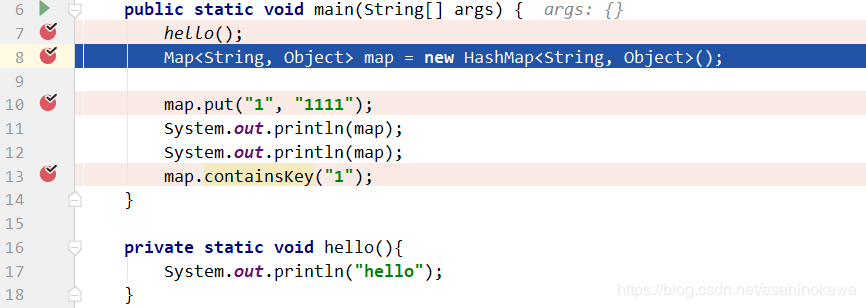 6 public static void main(String[] args) { args: {}
7 hello();
8 Map<String, Object> map = new HashMap<String, Object>();
9
10 map.put("1", "1111");
11 System.out.println(map);
12 System.out.println(map);
13 map.containsKey("1");
14 }
15
16 private static void hello(){
17 System.out.println("hello");
18 }
https://blog.csdn.net/asahinokawa